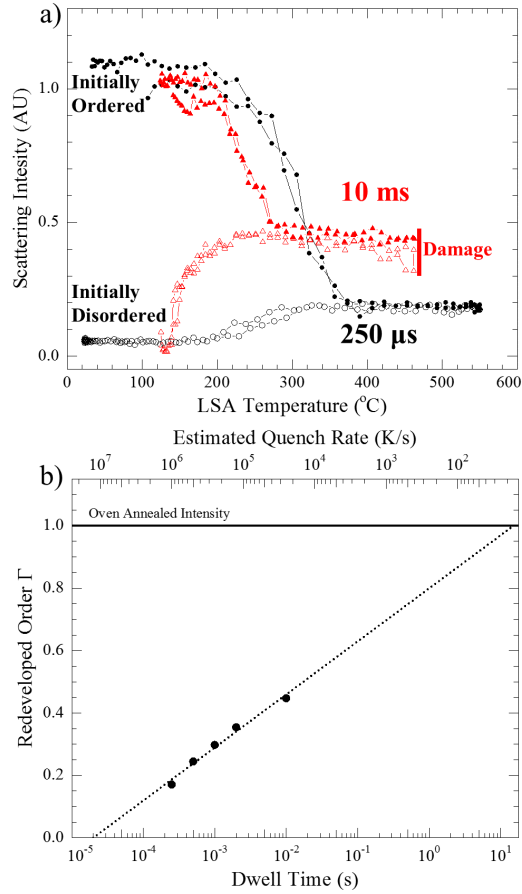 a)
Scattering Intesity (AU)
1.0
0.5
0.0
Initially
Ordered
10 ms
Damage
Initially
Disordered
250 µs
0 100 200 300 400 500 600
LSA Temperature (°C)
Estimated Quench Rate (K/s)
b)
10⁷ 10⁶ 10⁵ 10⁴ 10³ 10²
Oven Annealed Intensity
Redeveloped Order Γ
1.0
0.8
0.6
0.4
0.2
0.0
10⁻⁵ 10⁻⁴ 10⁻³ 10⁻² 10⁻¹ 10⁰ 10¹
Dwell Time (s)